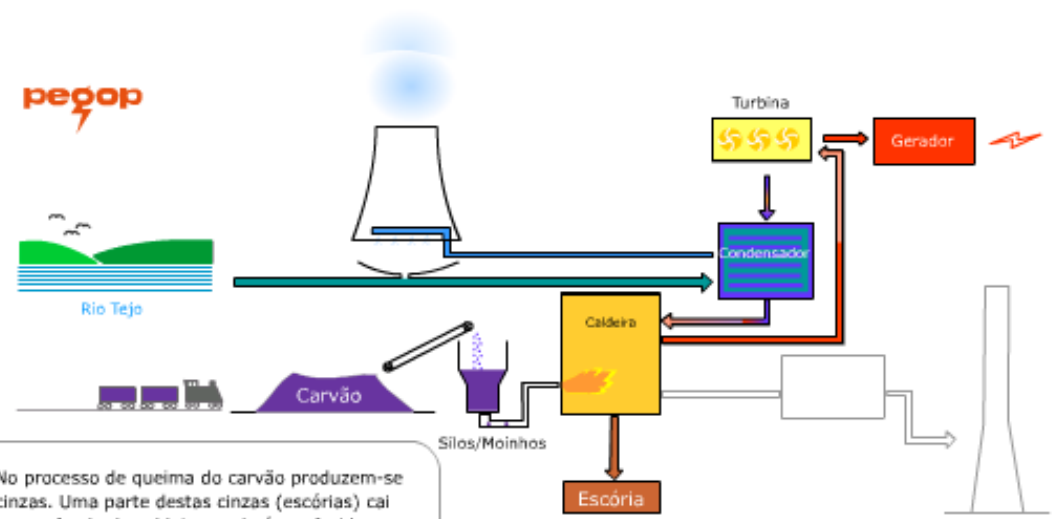 pegop
Turbina
Gerador
Condensador
Rio Tejo
Caldeira
Carvão
Silos/Moinhos
Escória
No processo de queima do carvão produzem-se
cinzas. Uma parte destas cinzas (escórias) cai